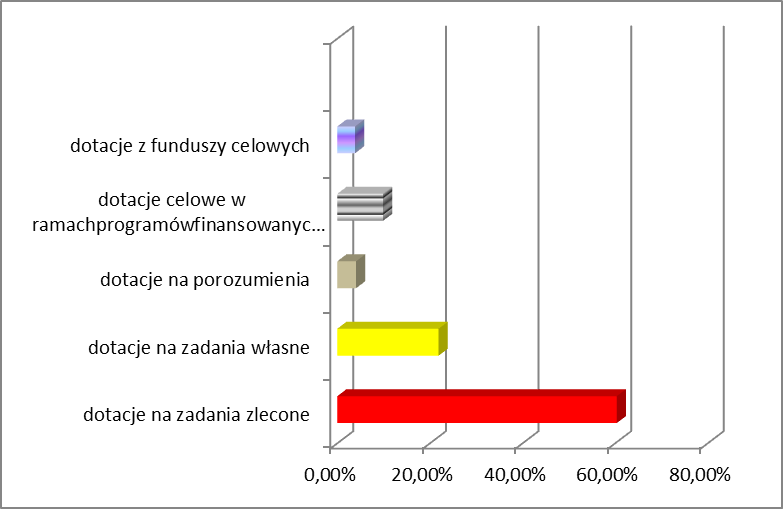 dotacje z funduszy celowych
dotacje celowe w
ramachprogramówfinansowanyc...
dotacje na porozumienia
dotacje na zadania własne
dotacje na zadania zlecone
0,00% 20,00% 40,00% 60,00% 80,00%